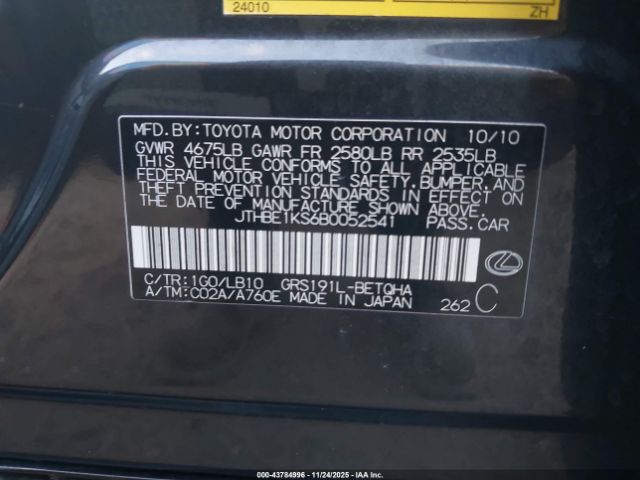 24010
ZH
MFD.BY:TOYOTA MOTOR CORPORATION 10/10
GVWR 4675LB GAWR FR 2580LB RR 2535LB
THIS VEHICLE CONFORMS TO ALL APPLICABLE
FEDERAL MOTOR VEHICLE SAFETY, BUMPER, AND
THEFT PREVENTION STANDARDS IN EFFECT ON
THE DATE OF MANUFACTURE SHOWN ABOVE.
JTHBE1KS6B0052541 PASS.CAR
C/TR:1G0/LB10 GRS191L-BETQHA
A/TM:C02A/A760E MADE IN JAPAN 262 C
000-43784996 - 11/24/2025 - IAAI.CA